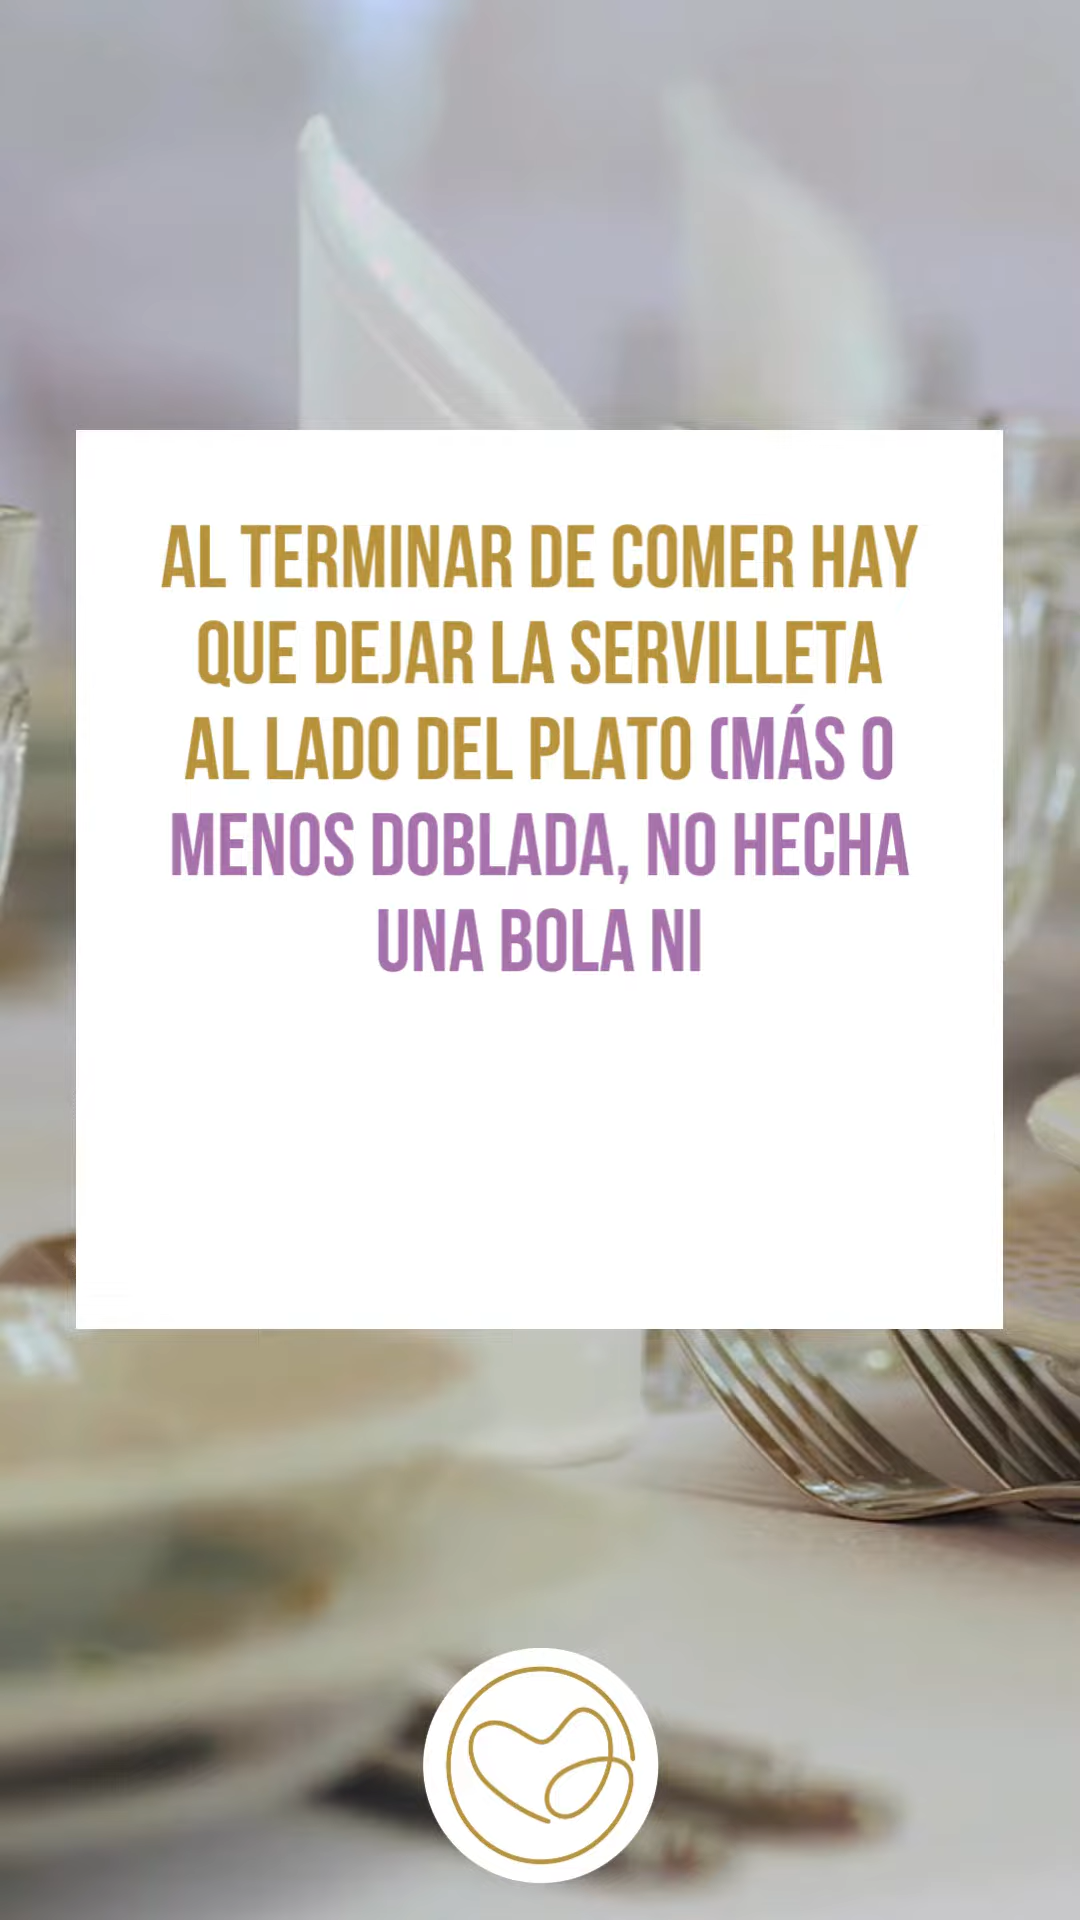 AL TERMINAR DE COMER HAY
QUE DEJAR LA SERVILLETA
AL LADO DEL PLATO (MÁS O
MENOS DOBLADA, NO HECHA
UNA BOLA NI